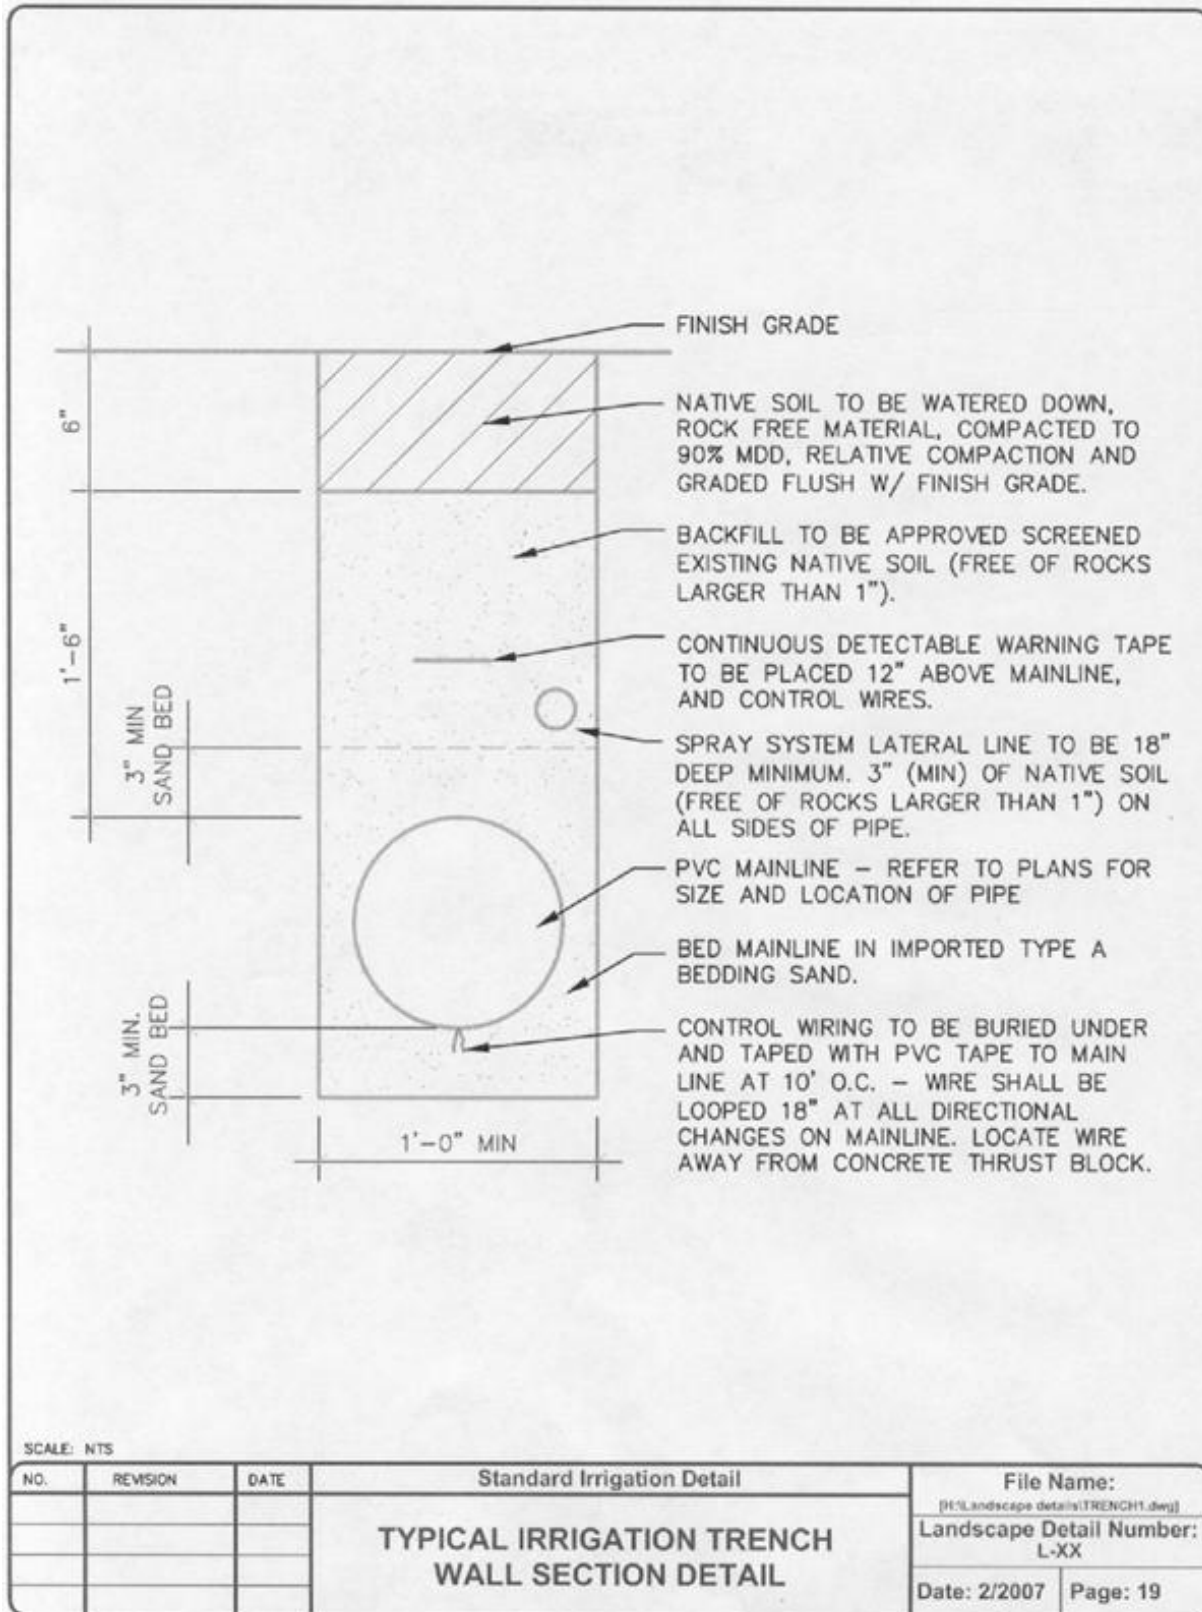 FINISH GRADE
6"
NATIVE SOIL TO BE WATERED DOWN,
ROCK FREE MATERIAL, COMPACTED TO
90% MDD, RELATIVE COMPACTION AND
GRADED FLUSH W/ FINISH GRADE.
BACKFILL TO BE APPROVED SCREENED
EXISTING NATIVE SOIL (FREE OF ROCKS
LARGER THAN 1").
1'-6"
CONTINUOUS DETECTABLE WARNING TAPE
TO BE PLACED 12" ABOVE MAINLINE,
AND CONTROL WIRES.
3" MIN
SAND BED
SPRAY SYSTEM LATERAL LINE TO BE 18"
DEEP MINIMUM. 3" (MIN) OF NATIVE SOIL
(FREE OF ROCKS LARGER THAN 1") ON
ALL SIDES OF PIPE.
PVC MAINLINE – REFER TO PLANS FOR
SIZE AND LOCATION OF PIPE
BED MAINLINE IN IMPORTED TYPE A
BEDDING SAND.
3" MIN.
SAND BED
CONTROL WIRING TO BE BURIED UNDER
AND TAPED WITH PVC TAPE TO MAIN
LINE AT 10' O.C. – WIRE SHALL BE
LOOPED 18" AT ALL DIRECTIONAL
CHANGES ON MAINLINE. LOCATE WIRE
AWAY FROM CONCRETE THRUST BLOCK.
1'-0" MIN
SCALE: NTS
NO. REVISION DATE
Standard Irrigation Detail
TYPICAL IRRIGATION TRENCH
WALL SECTION DETAIL
File Name:
[H:\Landscape details\TRENCH1.dwg]
Landscape Detail Number:
L-XX
Date: 2/2007 Page: 19